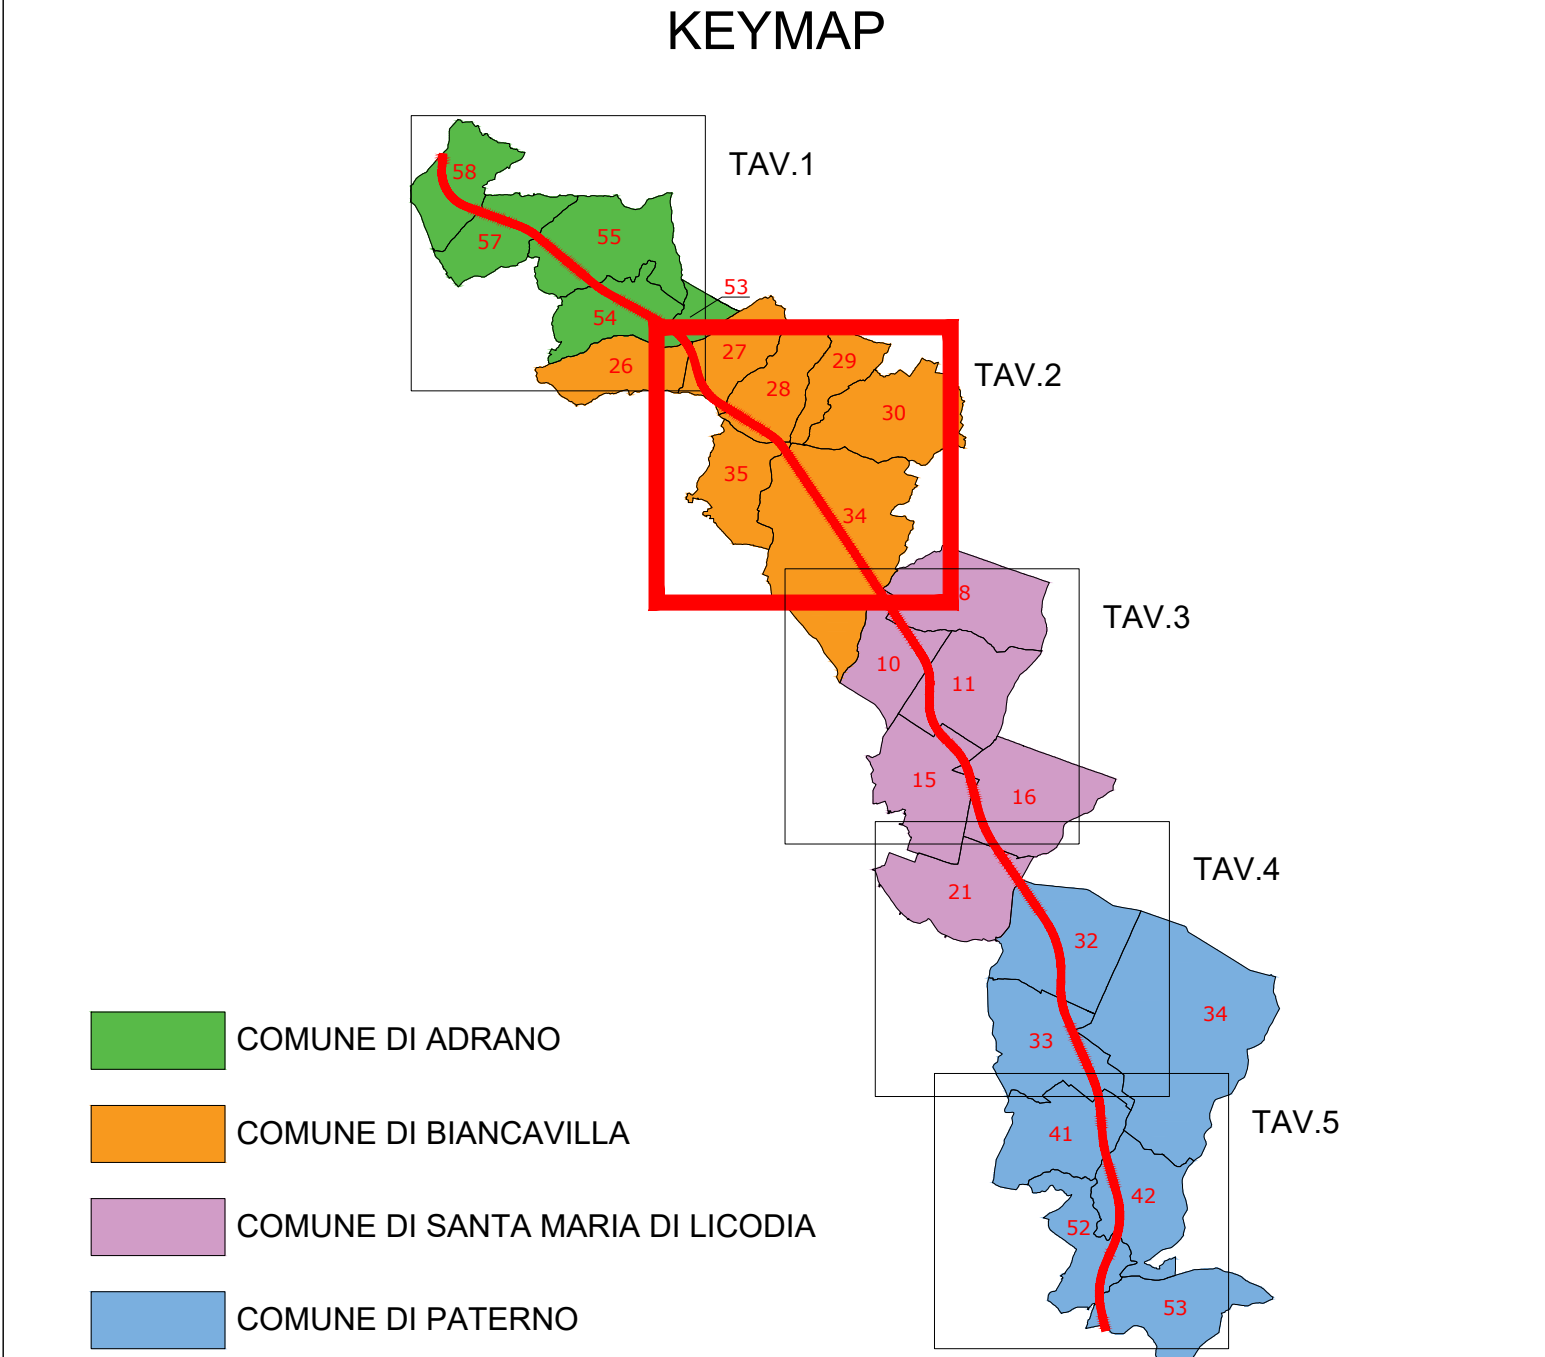 KEYMAP
TAV.1
58
55
57
53
54
27
29
26
TAV.2
28
30
35
34
8
TAV.3
10
11
15
16
TAV.4
21
32
34
COMUNE DI ADRANO
33
TAV.5
COMUNE DI BIANCAVILLA
41
42
COMUNE DI SANTA MARIA DI LICODIA
52
53
COMUNE DI PATERNO